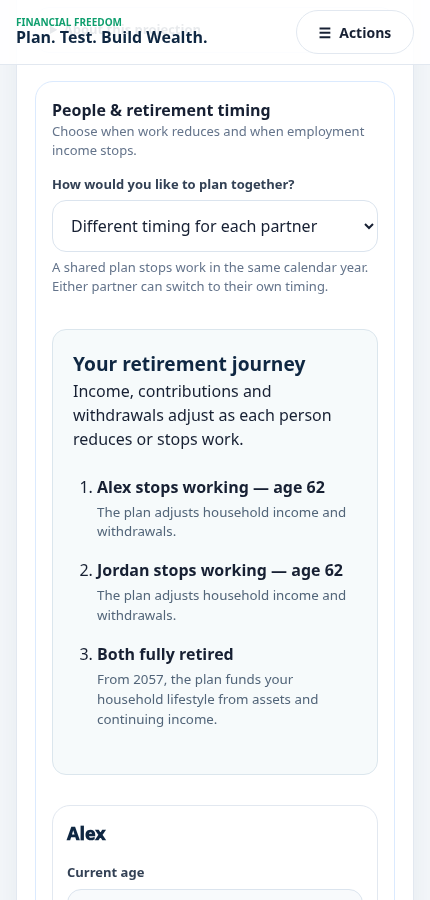 FINANCIAL FREEDOM
Plan. Test. Build Wealth.
☰ Actions
People & retirement timing
Choose when work reduces and when employment
income stops.
How would you like to plan together?
Different timing for each partner
A shared plan stops work in the same calendar year.
Either partner can switch to their own timing.
Your retirement journey
Income, contributions and
withdrawals adjust as each person
reduces or stops work.
1. Alex stops working — age 62
The plan adjusts household income and
withdrawals.
2. Jordan stops working — age 62
The plan adjusts household income and
withdrawals.
3. Both fully retired
From 2057, the plan funds your
household lifestyle from assets and
continuing income.
Alex
Current age